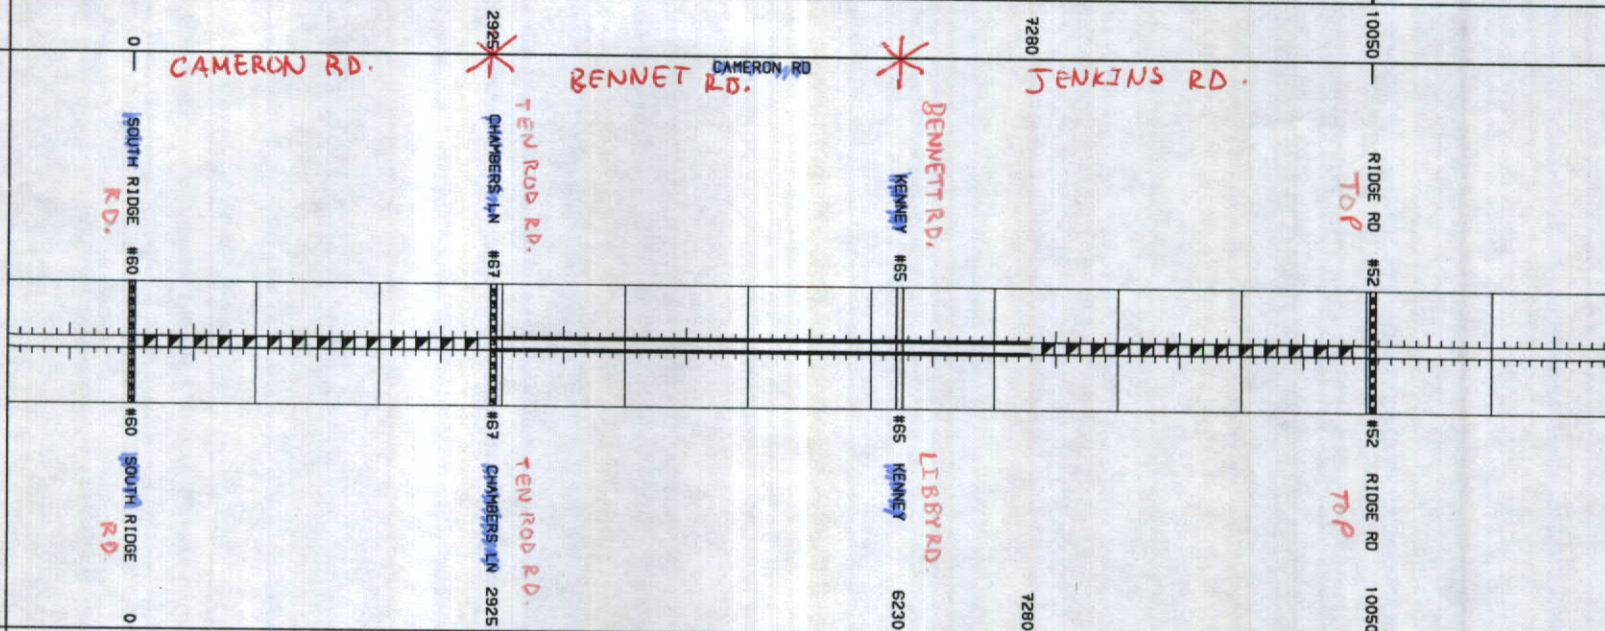 0
2925
7280
10050
CAMERON RD.
BENNET RD.
CAMERON RD
JENKINS RD.
SOUTH RIDGE #60
RD.
CHAMBERS LN #67
TEN ROD RD.
KENNEY #65
BENNETT RD.
RIDGE RD #52
TOP
#60 SOUTH RIDGE 0
RD.
#67 CHAMBERS LN 2925
TEN ROD RD.
#65 KENNEY 6230
LIBBY RD.
7280
#52 RIDGE RD 10050
TOP